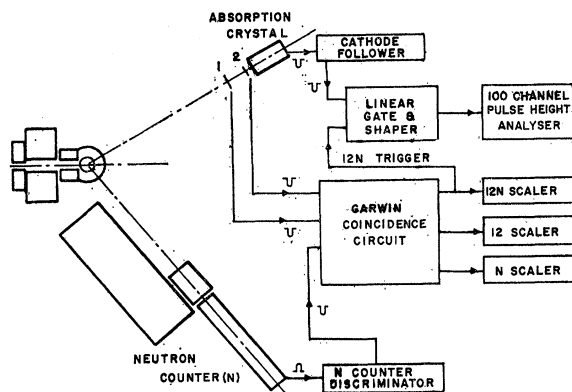 ABSORPTION
CRYSTAL
1
2
CATHODE
FOLLOWER
LINEAR
GATE &
SHAPER
100 CHANNEL
PULSE HEIGHT
ANALYSER
12N TRIGGER
GARWIN
COINCIDENCE
CIRCUIT
12N SCALER
12 SCALER
N SCALER
NEUTRON
COUNTER (N)
N COUNTER
DISCRIMINATOR